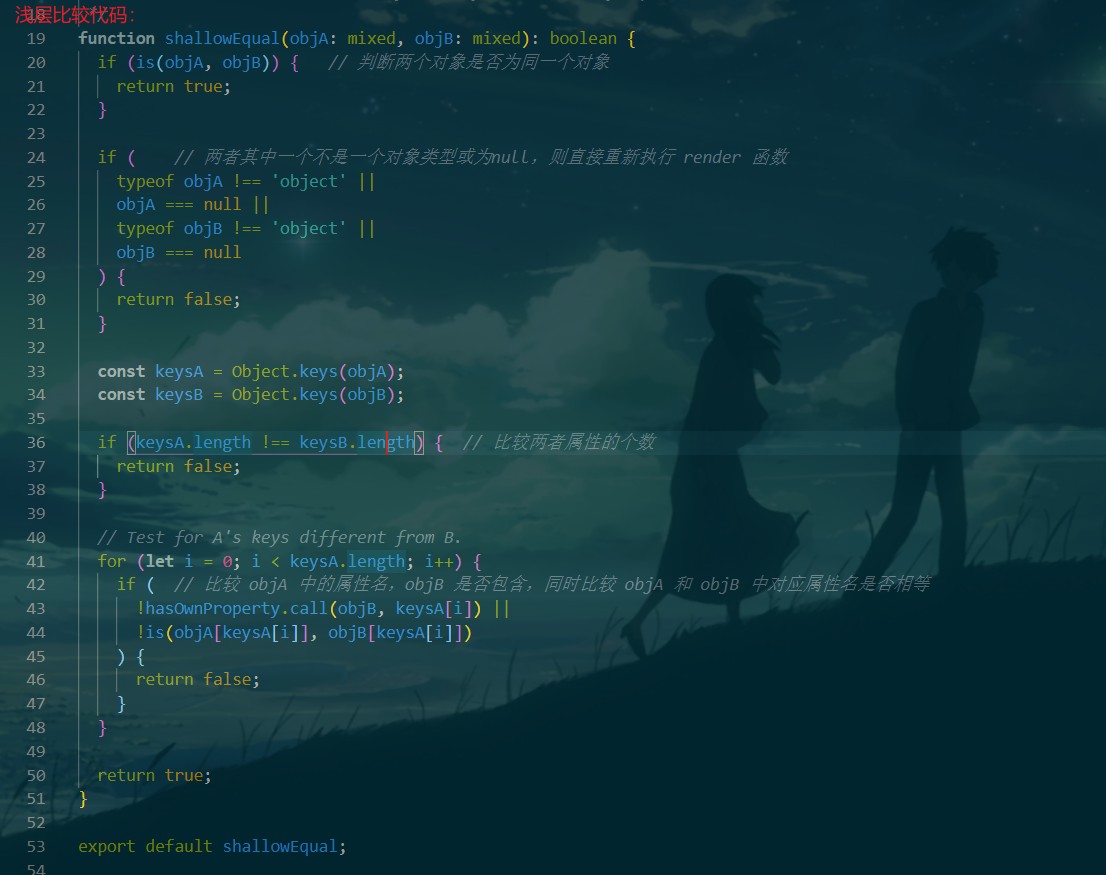 浅层比较代码：
18
19 function shallowEqual(objA: mixed, objB: mixed): boolean {
20 if (is(objA, objB)) { // 判断两个对象是否为同一个对象
21 return true;
22 }
23
24 if ( // 两者其中一个不是一个对象类型或为null，则直接重新执行 render 函数
25 typeof objA !== 'object' ||
26 objA === null ||
27 typeof objB !== 'object' ||
28 objB === null
29 ) {
30 return false;
31 }
32
33 const keysA = Object.keys(objA);
34 const keysB = Object.keys(objB);
35
36 if (keysA.length !== keysB.length) { // 比较两者属性的个数
37 return false;
38 }
39
40 // Test for A's keys different from B.
41 for (let i = 0; i < keysA.length; i++) {
42 if ( // 比较 objA 中的属性名，objB 是否包含，同时比较 objA 和 objB 中对应属性名是否相等
43 !hasOwnProperty.call(objB, keysA[i]) ||
44 !is(objA[keysA[i]], objB[keysA[i]])
45 ) {
46 return false;
47 }
48 }
49
50 return true;
51 }
52
53 export default shallowEqual;
54